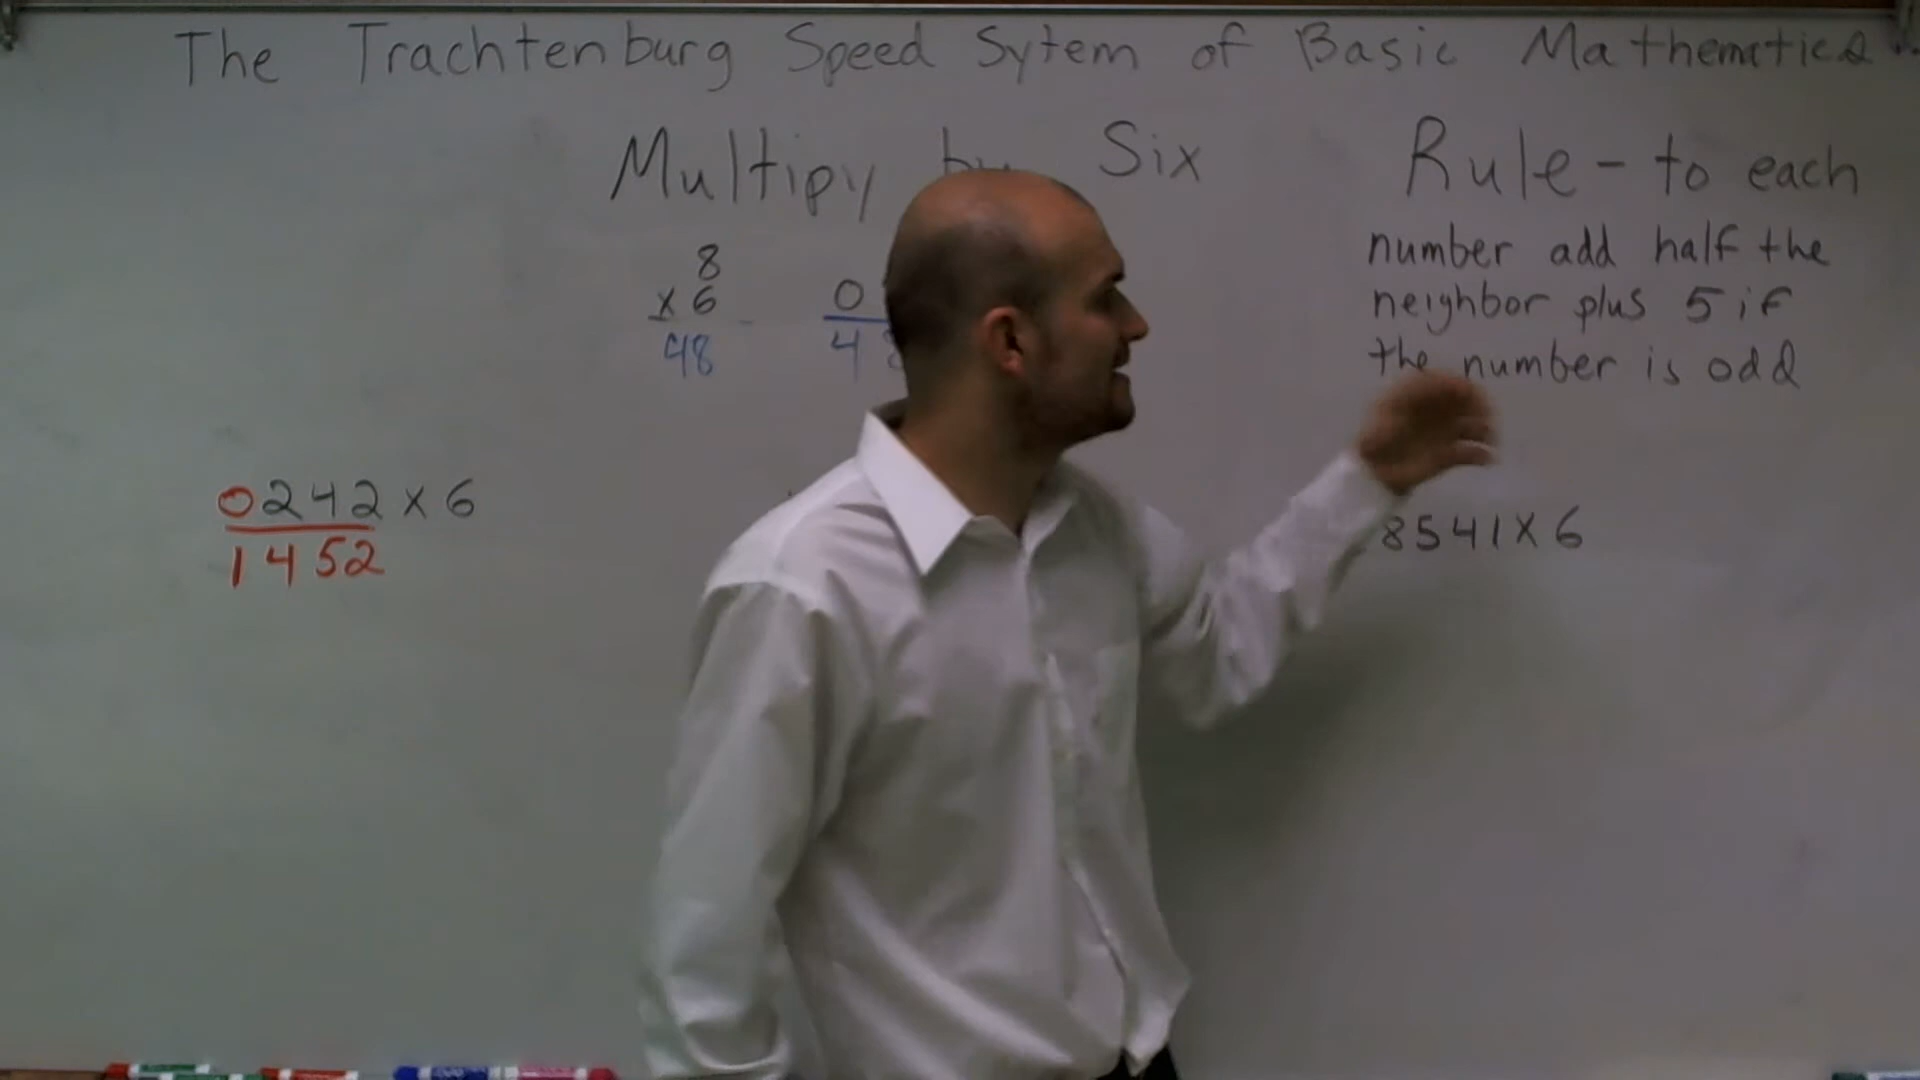 The Trachtenburg Speed Sytem of Basic Mathematics
Multipy by Six
8
x 6
48
0
4
Rule - to each
number add half the
neighbor plus 5 if
the number is odd
0242 x 6
1452
8541 x 6